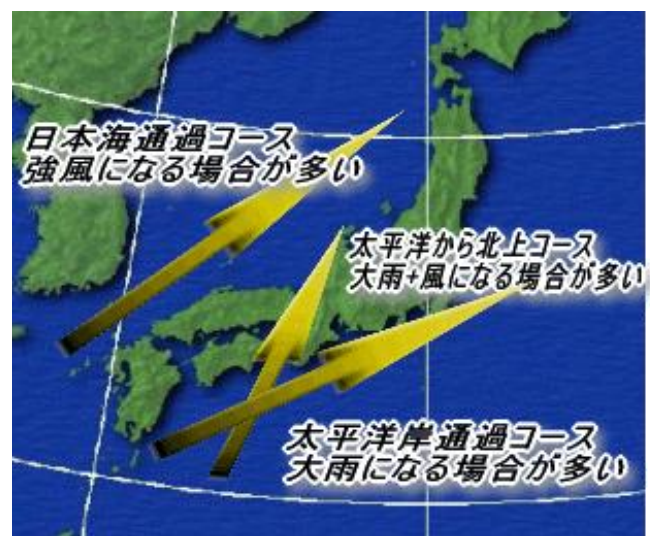 日本海通過コース
強風になる場合が多い
太平洋から北上コース
大雨+風になる場合が多い
太平洋岸通過コース
大雨になる場合が多い